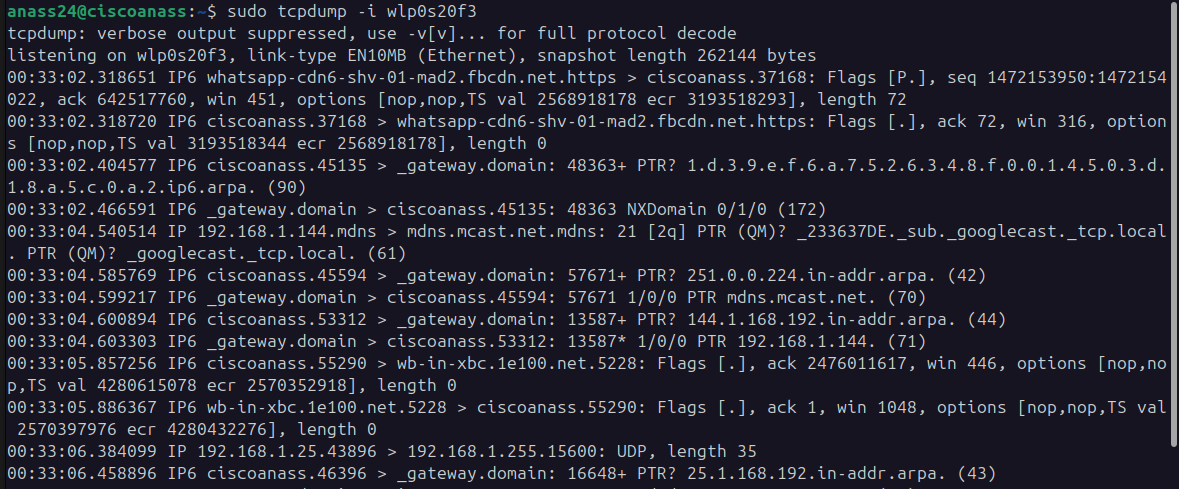 anass24@ciscoanass:~$ sudo tcpdump -i wlp0s20f3
tcpdump: verbose output suppressed, use -v[v]... for full protocol decode
listening on wlp0s20f3, link-type EN10MB (Ethernet), snapshot length 262144 bytes
00:33:02.318651 IP6 whatsapp-cdn6-shv-01-mad2.fbcdn.net.https > ciscoanass.37168: Flags [P.], seq 1472153950:1472154
022, ack 642517760, win 451, options [nop,nop,TS val 2568918178 ecr 3193518293], length 72
00:33:02.318720 IP6 ciscoanass.37168 > whatsapp-cdn6-shv-01-mad2.fbcdn.net.https: Flags [.], ack 72, win 316, option
s [nop,nop,TS val 3193518344 ecr 2568918178], length 0
00:33:02.404577 IP6 ciscoanass.45135 > _gateway.domain: 48363+ PTR? 1.d.3.9.e.f.6.a.7.5.2.6.3.4.8.f.0.0.1.4.5.0.3.d.
1.8.a.5.c.0.a.2.ip6.arpa. (90)
00:33:02.466591 IP6 _gateway.domain > ciscoanass.45135: 48363 NXDomain 0/1/0 (172)
00:33:04.540514 IP 192.168.1.144.mdns > mdns.mcast.net.mdns: 21 [2q] PTR (QM)? _233637DE._sub._googlecast._tcp.local
. PTR (QM)? _googlecast._tcp.local. (61)
00:33:04.585769 IP6 ciscoanass.45594 > _gateway.domain: 57671+ PTR? 251.0.0.224.in-addr.arpa. (42)
00:33:04.599217 IP6 _gateway.domain > ciscoanass.45594: 57671 1/0/0 PTR mdns.mcast.net. (70)
00:33:04.600894 IP6 ciscoanass.53312 > _gateway.domain: 13587+ PTR? 144.1.168.192.in-addr.arpa. (44)
00:33:04.603303 IP6 _gateway.domain > ciscoanass.53312: 13587* 1/0/0 PTR 192.168.1.144. (71)
00:33:05.857256 IP6 ciscoanass.55290 > wb-in-xbc.1e100.net.5228: Flags [.], ack 2476011617, win 446, options [nop,no
p,TS val 4280615078 ecr 2570352918], length 0
00:33:05.886367 IP6 wb-in-xbc.1e100.net.5228 > ciscoanass.55290: Flags [.], ack 1, win 1048, options [nop,nop,TS val
 2570397976 ecr 4280432276], length 0
00:33:06.384099 IP 192.168.1.25.43896 > 192.168.1.255.15600: UDP, length 35
00:33:06.458896 IP6 ciscoanass.46396 > _gateway.domain: 16648+ PTR? 25.1.168.192.in-addr.arpa. (43)